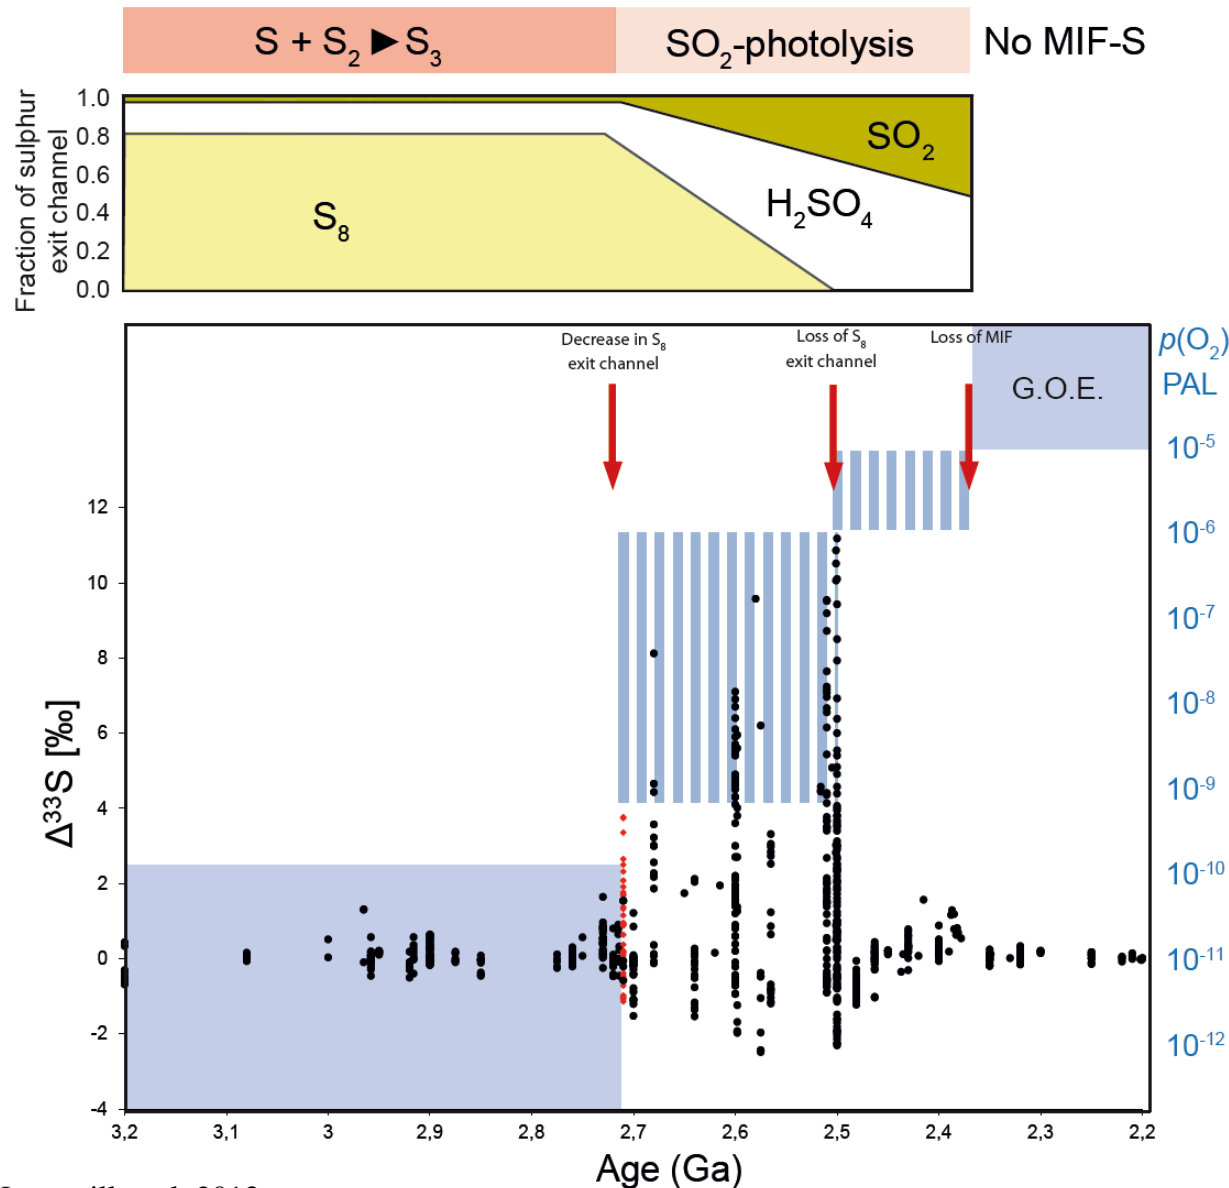 S + S2 ▶ S3
SO2-photolysis
No MIF-S
Fraction of sulphur
exit channel
1.0
0.8
0.6
0.4
0.2
0.0
SO2
H2SO4
S8
Decrease in S8
exit channel
Loss of S8
exit channel
Loss of MIF
G.O.E.
p(O2)
PAL
10-5
10-6
10-7
10-8
10-9
10-10
10-11
10-12
Δ33S [‰]
12
10
8
6
4
2
0
-2
-4
3,2 3,1 3 2,9 2,8 2,7 2,6 2,5 2,4 2,3 2,2
Age (Ga)